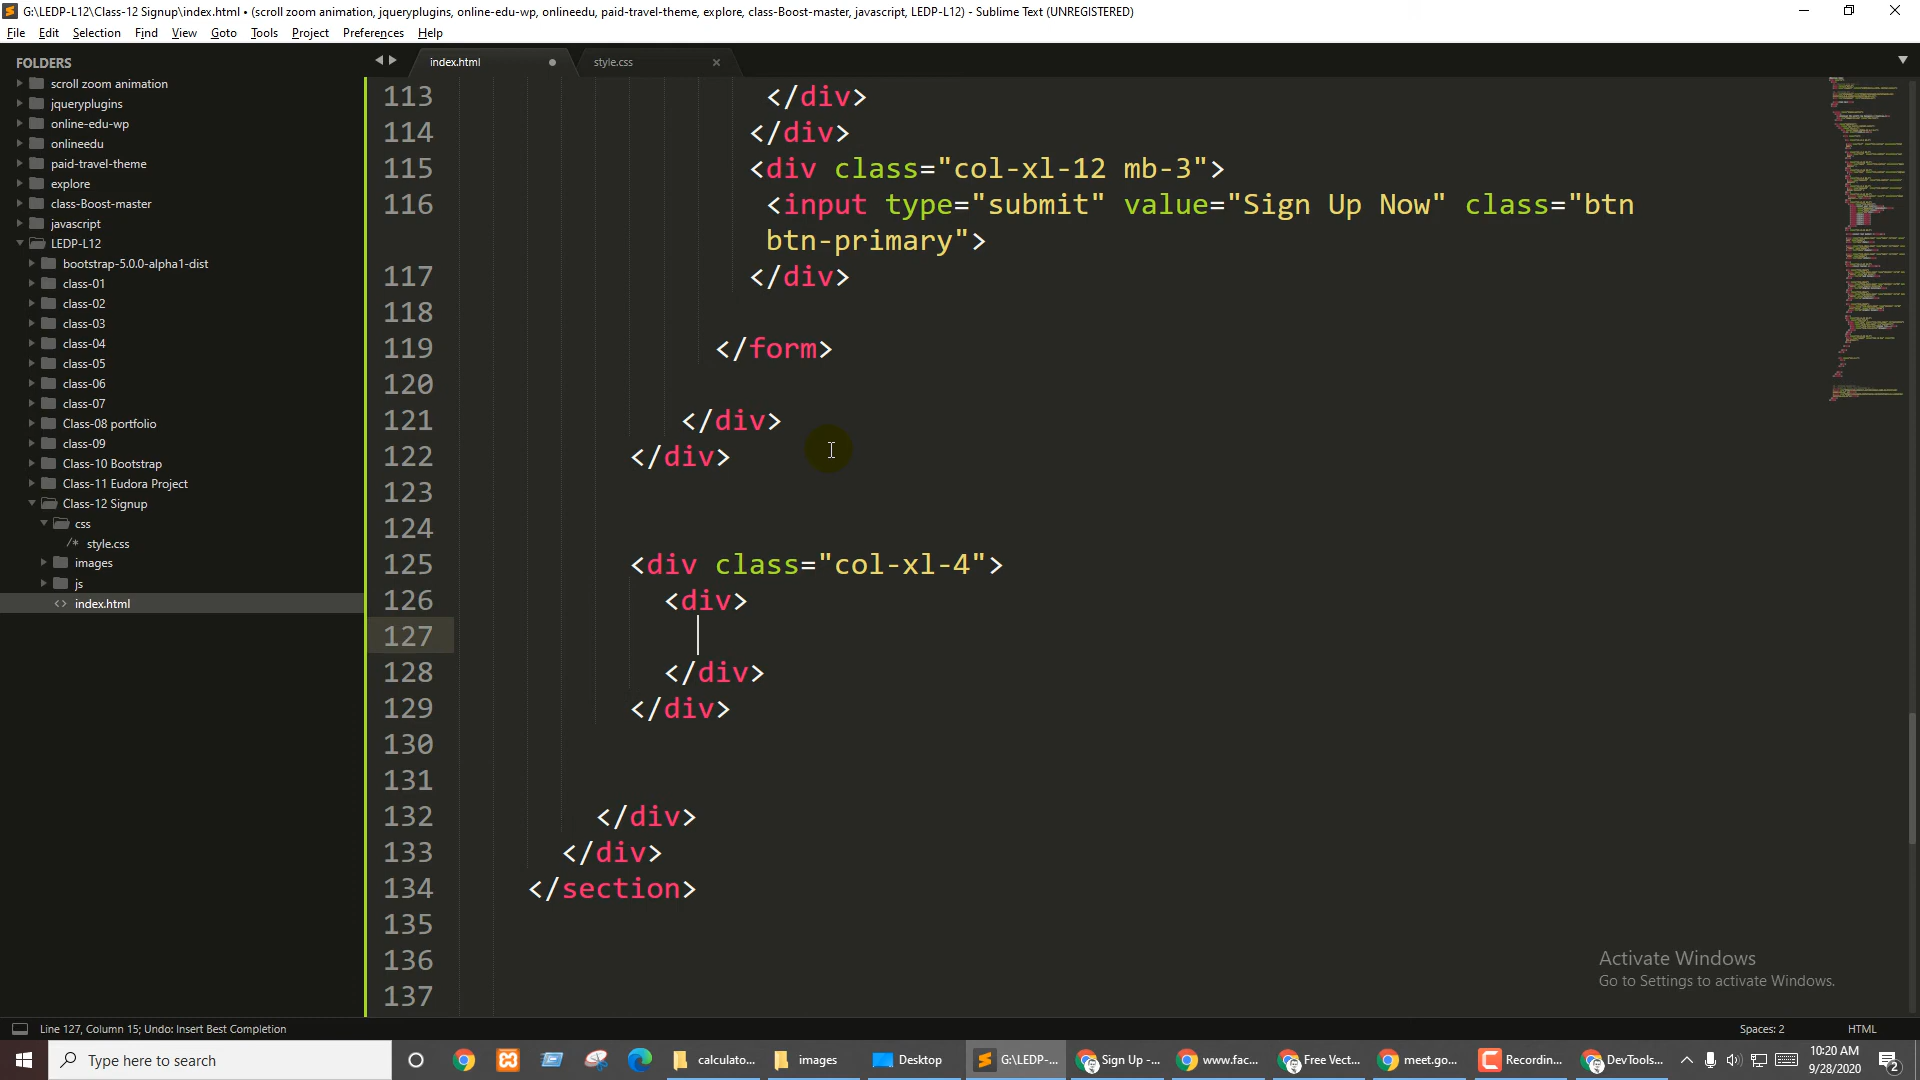 G:\LEDP-L12\Class-12 Signup\index.html • (scroll zoom animation, jqueryplugins, online-edu-wp, onlineedu, paid-travel-theme, explore, class-Boost-master, javascript, LEDP-L12) - Sublime Text (UNREGISTERED)
File Edit Selection Find View Goto Tools Project Preferences Help
FOLDERS
scroll zoom animation
jqueryplugins
online-edu-wp
onlineedu
paid-travel-theme
explore
class-Boost-master
javascript
LEDP-L12
bootstrap-5.0.0-alpha1-dist
class-01
class-02
class-03
class-04
class-05
class-06
class-07
Class-08 portfolio
class-09
Class-10 Bootstrap
Class-11 Eudora Project
Class-12 Signup
css
/* style.css
images
js
<> index.html
index.html style.css
113 </div>
114 </div>
115 <div class="col-xl-12 mb-3">
116 <input type="submit" value="Sign Up Now" class="btn
btn-primary">
117 </div>
118
119 </form>
120
121 </div>
122 </div>
123
124
125 <div class="col-xl-4">
126 <div>
127
128 </div>
129 </div>
130
131
132 </div>
133 </div>
134 </section>
135
136
137
Activate Windows
Go to Settings to activate Windows.
Line 127, Column 15; Undo: Insert Best Completion Spaces: 2 HTML
Type here to search
calculato... images Desktop G:\LEDP-... Sign Up -... www.fac... Free Vect... meet.go... Recordin... DevTools...
10:20 AM
9/28/2020
2